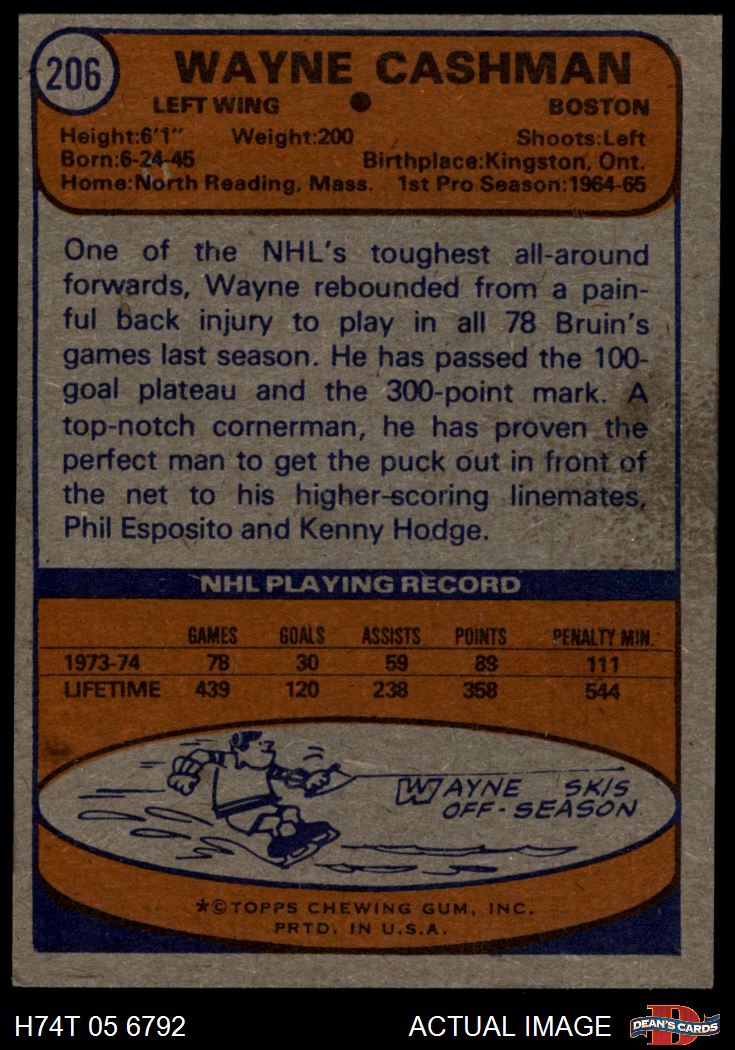 206
WAYNE CASHMAN
LEFT WING ● BOSTON
Height:6'1" Weight:200 Shoots:Left
Born:6-24-45 Birthplace:Kingston, Ont.
Home:North Reading, Mass. 1st Pro Season:1964-65
One of the NHL's toughest all-around
forwards, Wayne rebounded from a pain-
ful back injury to play in all 78 Bruin's
games last season. He has passed the 100-
goal plateau and the 300-point mark. A
top-notch cornerman, he has proven the
perfect man to get the puck out in front of
the net to his higher-scoring linemates,
Phil Esposito and Kenny Hodge.
NHL PLAYING RECORD
GAMES GOALS ASSISTS POINTS PENALTY MIN.
1973-74 78 30 59 89 111
LIFETIME 439 120 238 358 544
WAYNE SKIS
OFF-SEASON
*©TOPPS CHEWING GUM, INC.
PRTD. IN U.S.A.
H74T 05 6792 ACTUAL IMAGE
D
DEAN'S CARDS